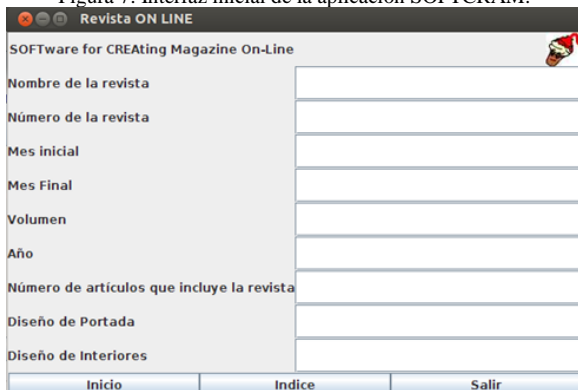 Figura 7. Interfaz inicial de la aplicación SOFTCRAM.
Revista ON LINE
SOFTware for CREAting Magazine On-Line
Nombre de la revista
Número de la revista
Mes inicial
Mes Final
Volumen
Año
Número de artículos que incluye la revista
Diseño de Portada
Diseño de Interiores
Inicio Indice Salir